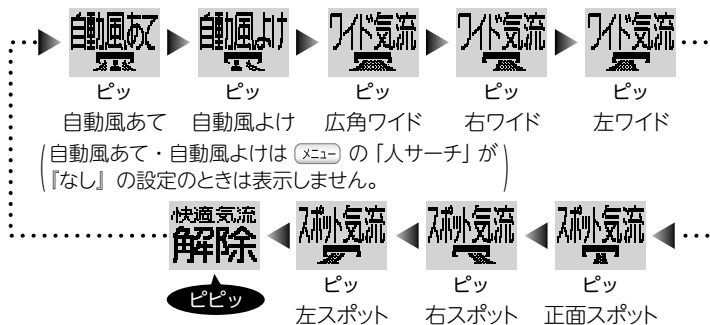 自動風あて 自動風よけ ワイド気流 ワイド気流 ワイド気流
ピッ ピッ ピッ ピッ ピッ
自動風あて 自動風よけ 広角ワイド 右ワイド 左ワイド
(自動風あて・自動風よけは メニュー の「人サーチ」が
『なし』の設定のときは表示しません。)
快適気流
解除 スポット気流 スポット気流 スポット気流
ピピッ ピッ ピッ ピッ
左スポット 右スポット 正面スポット